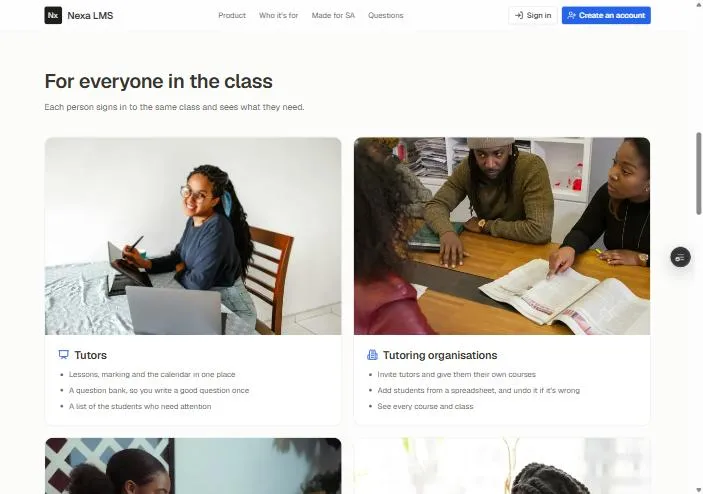 Nx Nexa LMS
Product Who it's for Made for SA Questions
Sign in Create an account
For everyone in the class
Each person signs in to the same class and sees what they need.
Tutors
Lessons, marking and the calendar in one place
A question bank, so you write a good question once
A list of the students who need attention
Tutoring organisations
Invite tutors and give them their own courses
Add students from a spreadsheet, and undo it if it's wrong
See every course and class